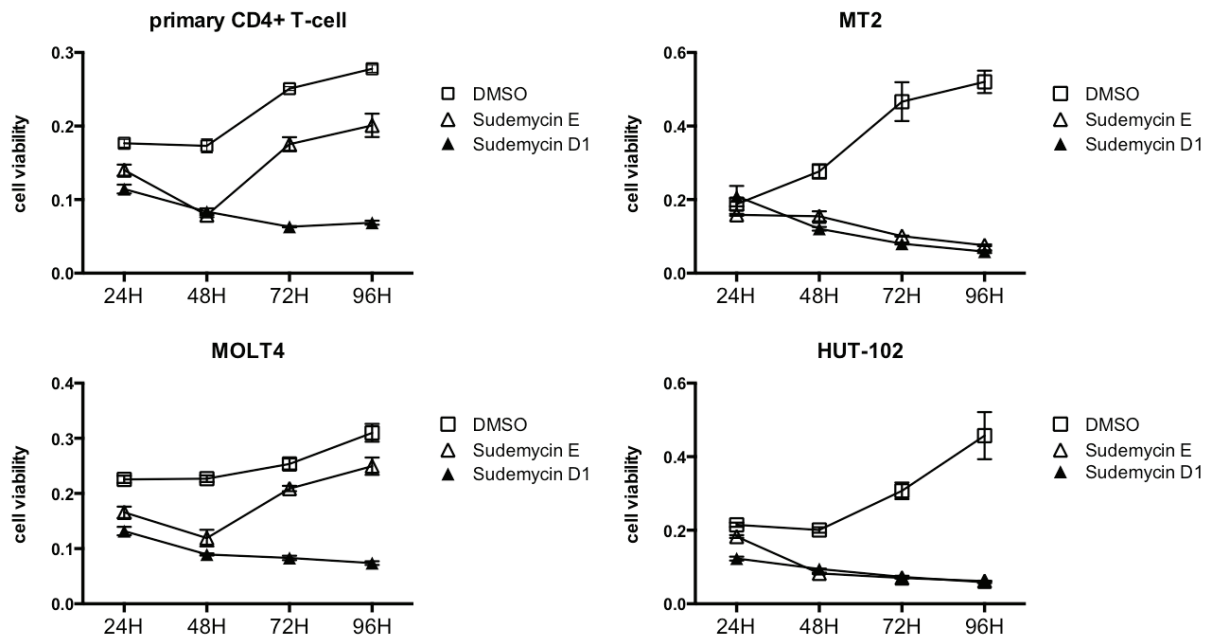 primary CD4+ T-cell
cell viability
0.3
0.2
0.1
0.0
24H 48H 72H 96H
DMSO
Sudemycin E
Sudemycin D1
MT2
cell viability
0.6
0.4
0.2
0.0
24H 48H 72H 96H
DMSO
Sudemycin E
Sudemycin D1
MOLT4
cell viability
0.4
0.3
0.2
0.1
0.0
24H 48H 72H 96H
DMSO
Sudemycin E
Sudemycin D1
HUT-102
cell viability
0.6
0.4
0.2
0.0
24H 48H 72H 96H
DMSO
Sudemycin E
Sudemycin D1